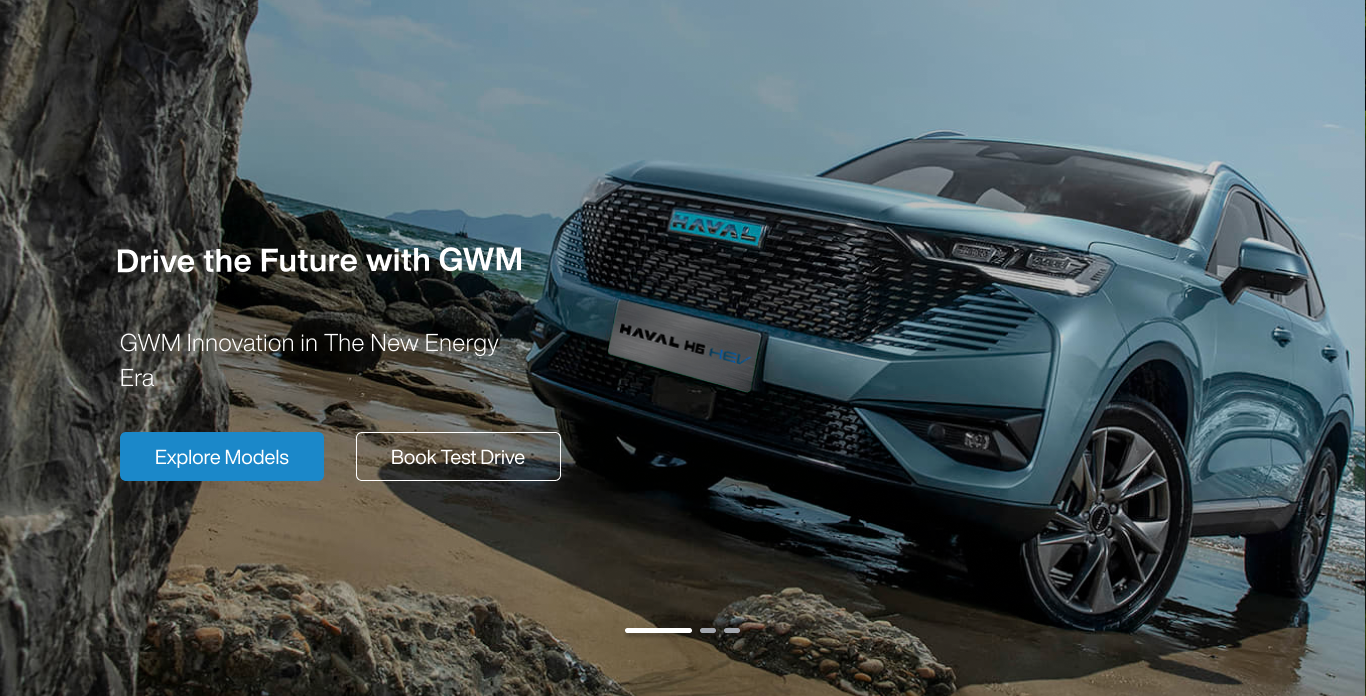 HAVAL
Drive the Future with GWM
HAVAL H6 HEV
GWM Innovation in The New Energy
Era
Explore Models
Book Test Drive